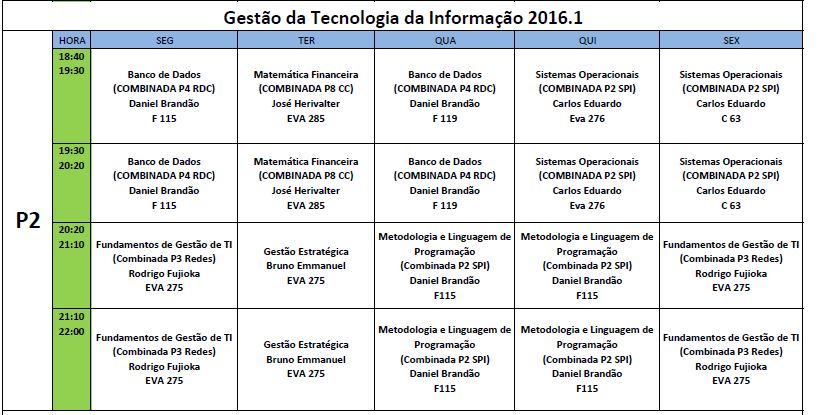 Gestão da Tecnologia da Informação 2016.1
P2
HORA SEG TER QUA QUI SEX
18:40
19:30
Banco de Dados
(COMBINADA P4 RDC)
Daniel Brandão
F 115
Matemática Financeira
(COMBINADA P8 CC)
José Herivalter
EVA 285
Banco de Dados
(COMBINADA P4 RDC)
Daniel Brandão
F 119
Sistemas Operacionais
(COMBINADA P2 SPI)
Carlos Eduardo
Eva 276
Sistemas Operacionais
(COMBINADA P2 SPI)
Carlos Eduardo
C 63
19:30
20:20
Banco de Dados
(COMBINADA P4 RDC)
Daniel Brandão
F 115
Matemática Financeira
(COMBINADA P8 CC)
José Herivalter
EVA 285
Banco de Dados
(COMBINADA P4 RDC)
Daniel Brandão
F 119
Sistemas Operacionais
(COMBINADA P2 SPI)
Carlos Eduardo
Eva 276
Sistemas Operacionais
(COMBINADA P2 SPI)
Carlos Eduardo
C 63
20:20
21:10
Fundamentos de Gestão de TI
(Combinada P3 Redes)
Rodrigo Fujioka
EVA 275
Gestão Estratégica
Bruno Emmanuel
EVA 275
Metodologia e Linguagem de
Programação
(Combinada P2 SPI)
Daniel Brandão
F115
Metodologia e Linguagem de
Programação
(Combinada P2 SPI)
Daniel Brandão
F115
Fundamentos de Gestão de TI
(Combinada P3 Redes)
Rodrigo Fujioka
EVA 275
21:10
22:00
Fundamentos de Gestão de TI
(Combinada P3 Redes)
Rodrigo Fujioka
EVA 275
Gestão Estratégica
Bruno Emmanuel
EVA 275
Metodologia e Linguagem de
Programação
(Combinada P2 SPI)
Daniel Brandão
F115
Metodologia e Linguagem de
Programação
(Combinada P2 SPI)
Daniel Brandão
F115
Fundamentos de Gestão de TI
(Combinada P3 Redes)
Rodrigo Fujioka
EVA 275